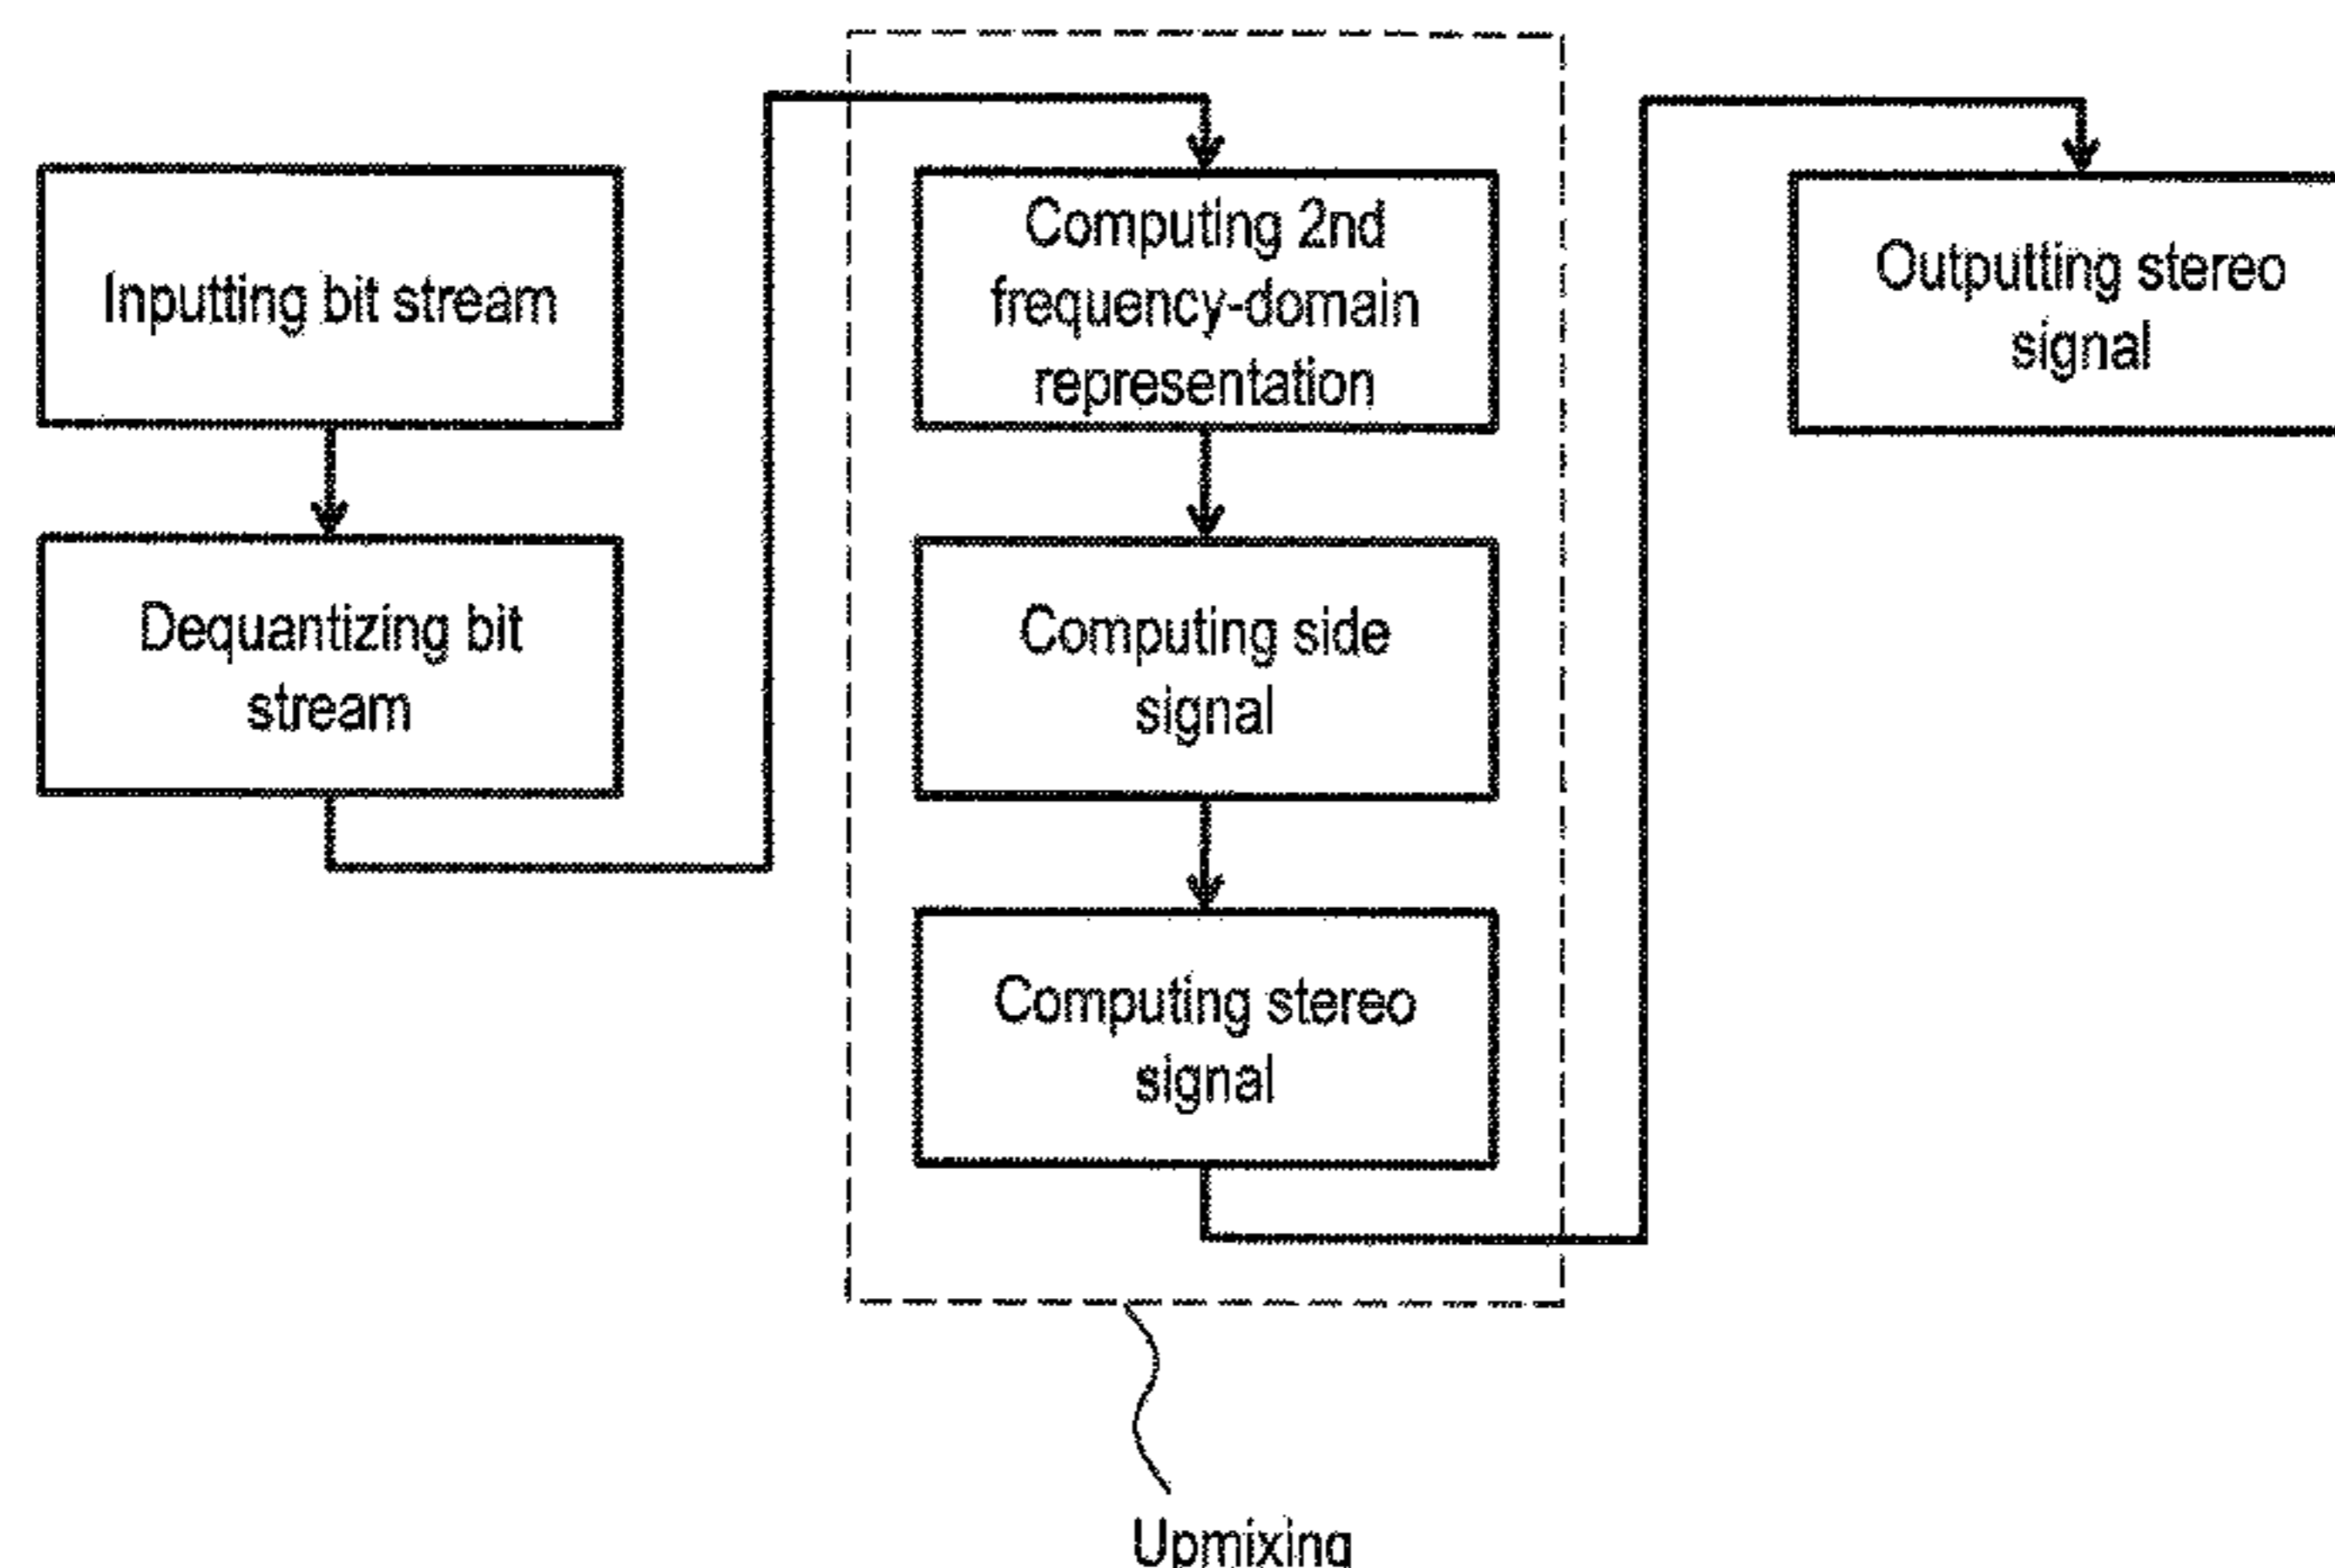 Inputting bit stream
Dequantizing bit
stream
Computing 2nd
frequency-domain
representation
Computing side
signal
Computing stereo
signal
Outputting stereo
signal
Upmixing